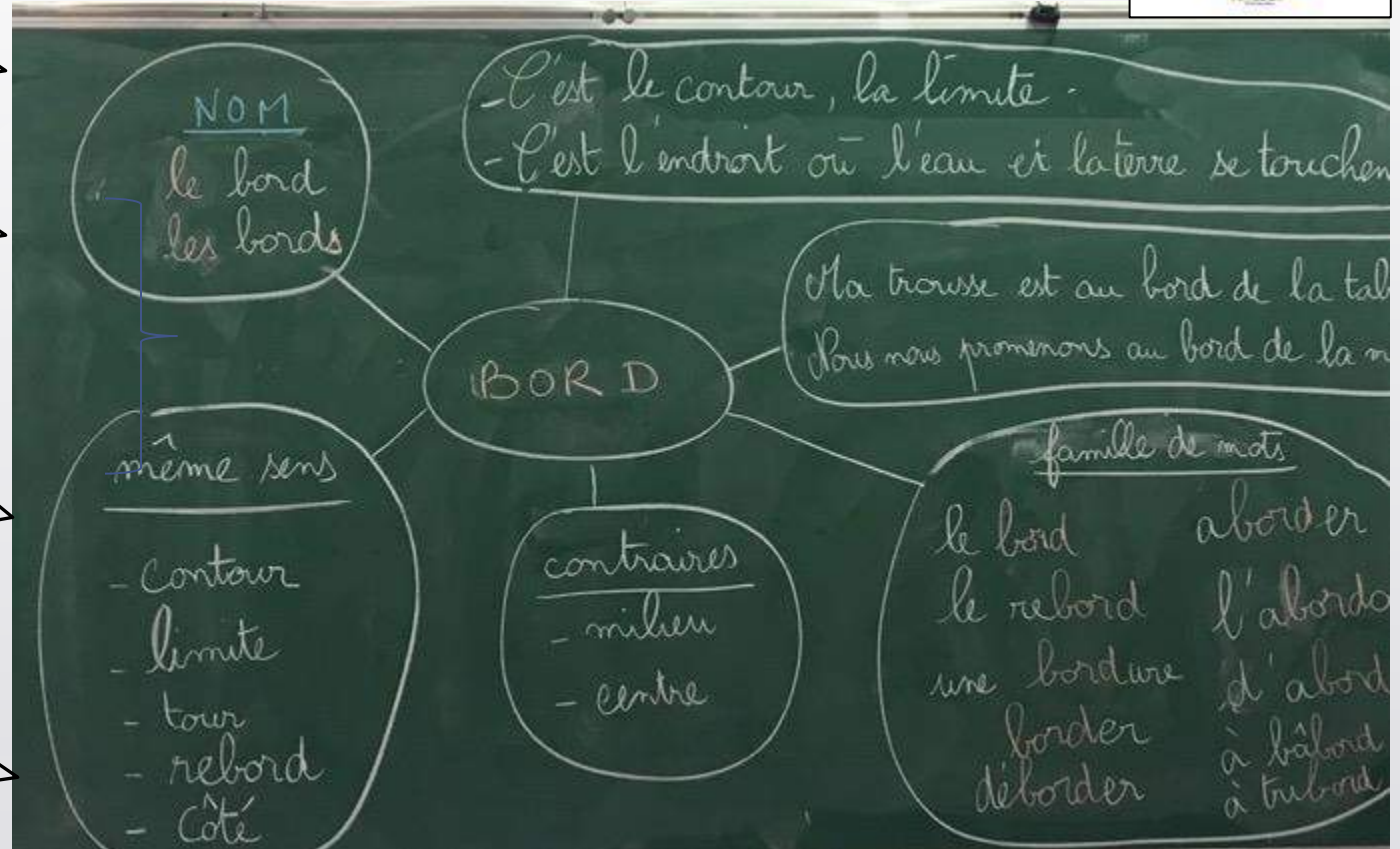 NOM
le bord
les bords
- C'est le contour, la limite.
- C'est l'endroit où l'eau et la terre se touchen
Ma trousse est au bord de la tal
Nous nous promenons au bord de la m
BORD
même sens
- contour
- limite
- tour
- rebord
- côté
contraires
- milieu
- centre
famille de mots
le bord aborder
le rebord l'aborda
une bordure d'abord
border à bâbord
déborder à tribord